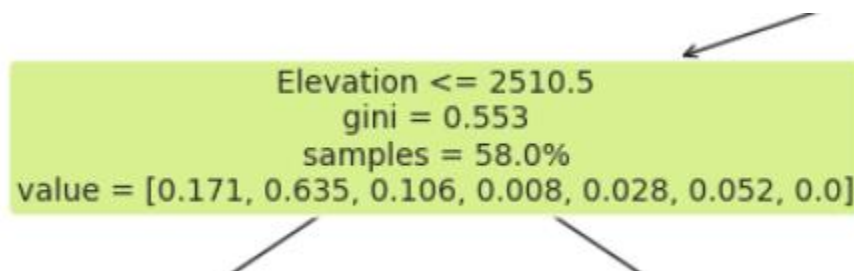 Elevation <= 2510.5
gini = 0.553
samples = 58.0%
value = [0.171, 0.635, 0.106, 0.008, 0.028, 0.052, 0.0]